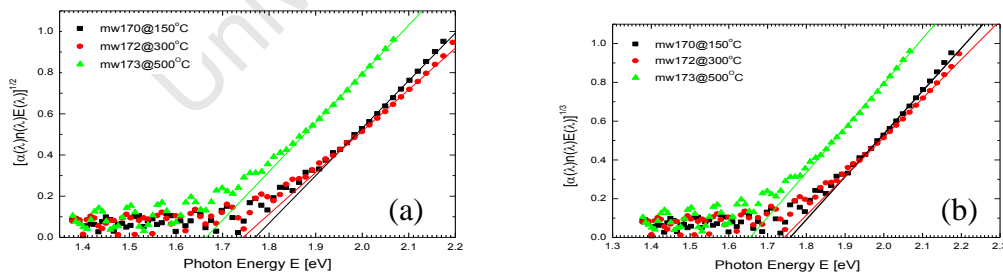 mw170@150°C
mw172@300°C
mw173@500°C
[α(λ)n(λ)E(λ)]^1/2
1.0
0.8
0.6
0.4
0.2
0.0
1.4 1.5 1.6 1.7 1.8 1.9 2.0 2.1 2.2
Photon Energy E [eV]
(a)
mw170@150°C
mw172@300°C
mw173@500°C
[α(λ)n(λ)E(λ)]^1/3
1.0
0.8
0.6
0.4
0.2
0.0
1.3 1.4 1.5 1.6 1.7 1.8 1.9 2.0 2.1 2.2 2.3
Photon Energy E [eV]
(b)